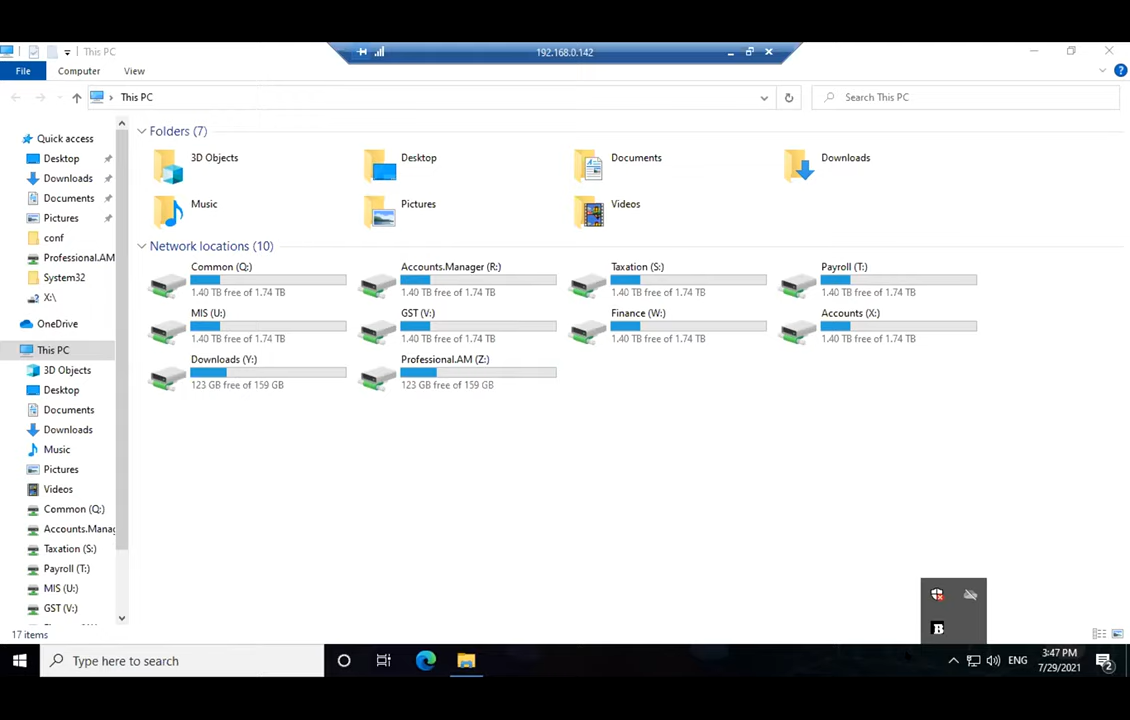 192.168.0.142
This PC
File Computer View
This PC
Search This PC
Quick access
Desktop
Downloads
Documents
Pictures
conf
Professional.AM
System32
X:\
OneDrive
This PC
3D Objects
Desktop
Documents
Downloads
Music
Pictures
Videos
Common (Q:)
Accounts.Manag
Taxation (S:)
Payroll (T:)
MIS (U:)
GST (V:)
Folders (7)
3D Objects Desktop Documents Downloads
Music Pictures Videos
Network locations (10)
Common (Q:) Accounts.Manager (R:) Taxation (S:) Payroll (T:)
1.40 TB free of 1.74 TB 1.40 TB free of 1.74 TB 1.40 TB free of 1.74 TB 1.40 TB free of 1.74 TB
MIS (U:) GST (V:) Finance (W:) Accounts (X:)
1.40 TB free of 1.74 TB 1.40 TB free of 1.74 TB 1.40 TB free of 1.74 TB 1.40 TB free of 1.74 TB
Downloads (Y:) Professional.AM (Z:)
123 GB free of 159 GB 123 GB free of 159 GB
B
17 items
Type here to search
ENG
3:47 PM
7/29/2021
2